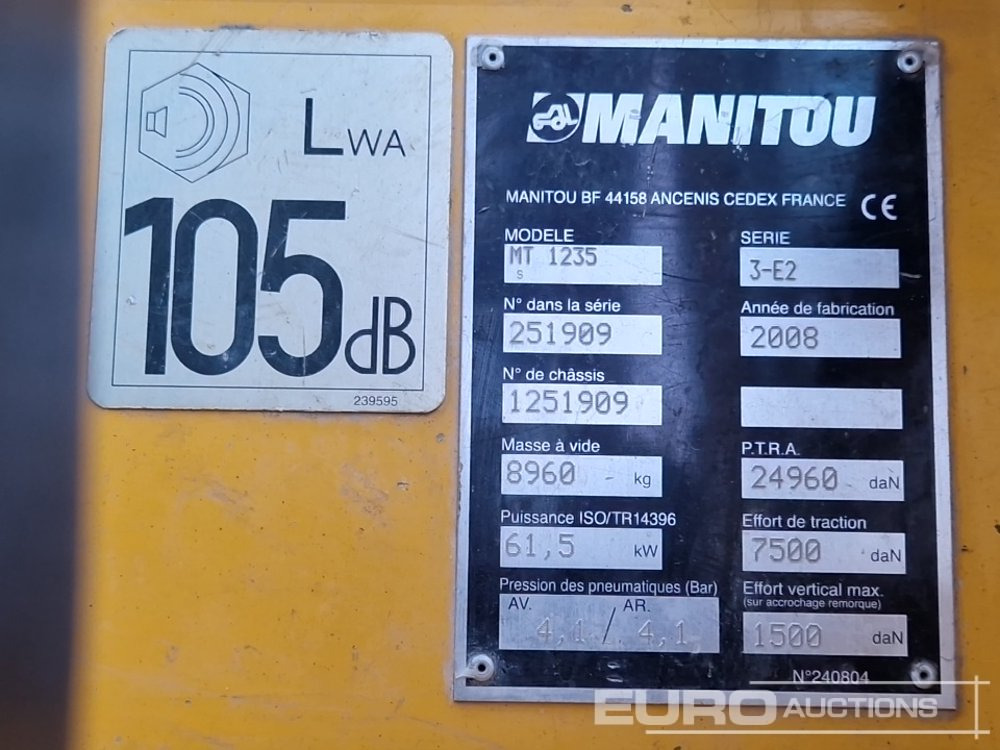 LWA
105dB
239595
MANITOU
MANITOU BF 44158 ANCENIS CEDEX FRANCE CE
MODELE
MT 1235
S
SERIE
3-E2
N° dans la série
251909
Année de fabrication
2008
N° de châssis
1251909
Masse à vide
8960 kg
P.T.R.A.
24960 daN
Puissance ISO/TR14396
61,5 kW
Effort de traction
7500 daN
Pression des pneumatiques (Bar)
AV. AR.
4,1 / 4,1
Effort vertical max.
(sur accrochage remorque)
1500 daN
N°240804
EURO AUCTIONS